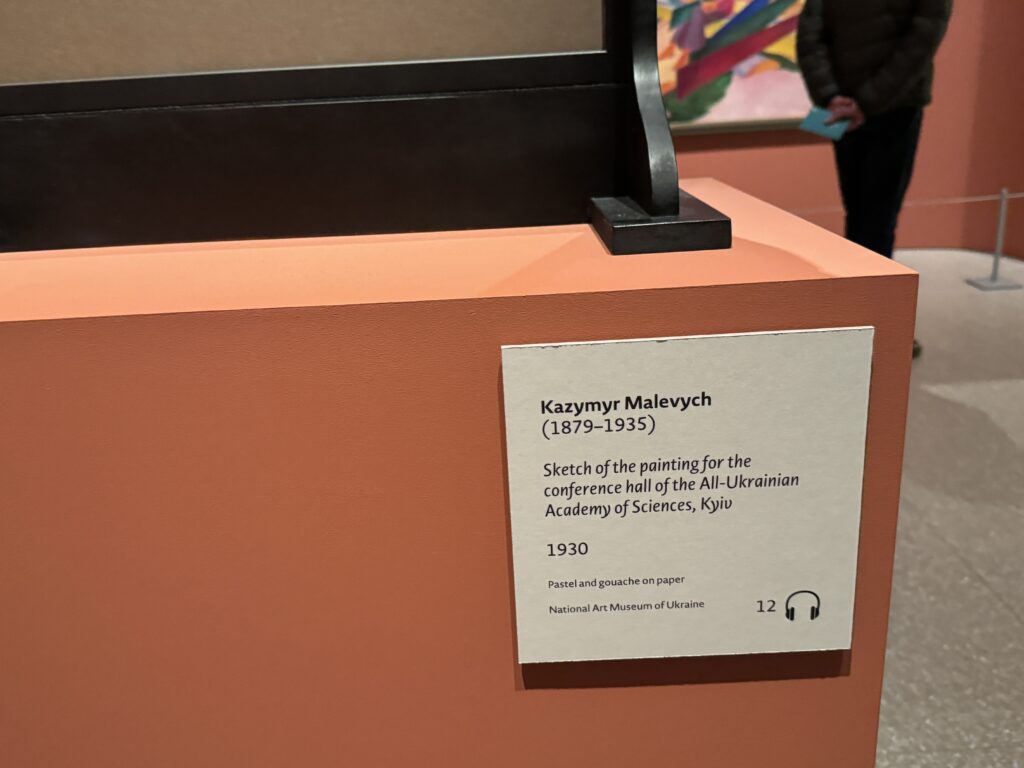 Kazymyr Malevych
(1879–1935)
Sketch of the painting for the
conference hall of the All-Ukrainian
Academy of Sciences, Kyiv
1930
Pastel and gouache on paper
National Art Museum of Ukraine
12